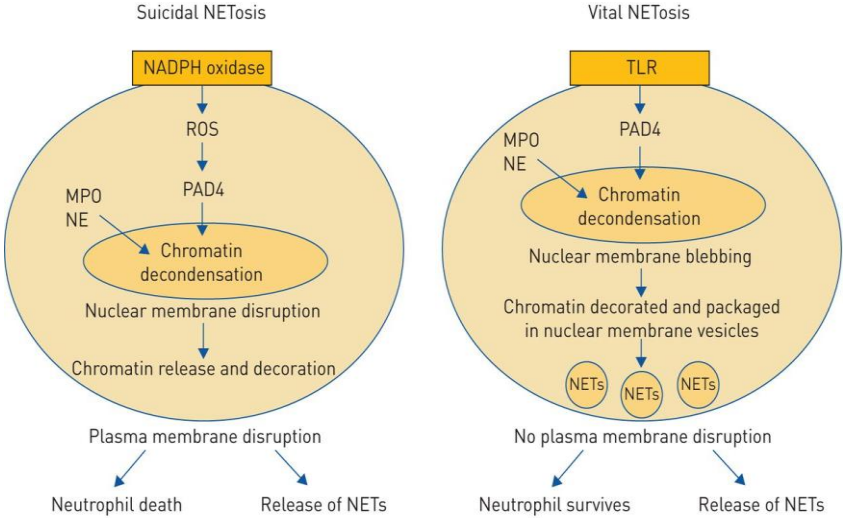 Suicidal NETosis
NADPH oxidase
ROS
PAD4
MPO
NE
Chromatin
decondensation
Nuclear membrane disruption
Chromatin release and decoration
Plasma membrane disruption
Neutrophil death
Release of NETs
Vital NETosis
TLR
PAD4
MPO
NE
Chromatin
decondensation
Nuclear membrane blebbing
Chromatin decorated and packaged
in nuclear membrane vesicles
NETs
NETs
NETs
No plasma membrane disruption
Neutrophil survives
Release of NETs